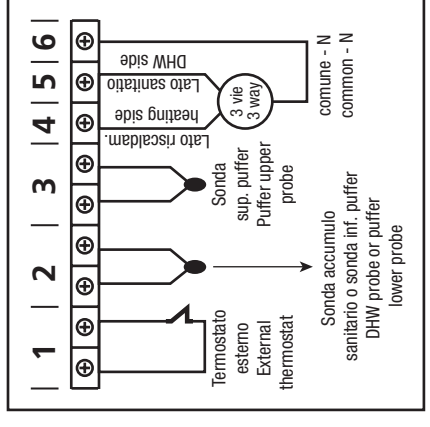 1 2 3 4 5 6
Termostato
esterno
External
thermostat
Sonda accumulo
sanitario o sonda inf. puffer
DHW probe or puffer
lower probe
Sonda
sup. puffer
Puffer upper
probe
Lato riscaldam.
heating side
Lato sanitatio
DHW side
3 vie
3 way
comune - N
common - N